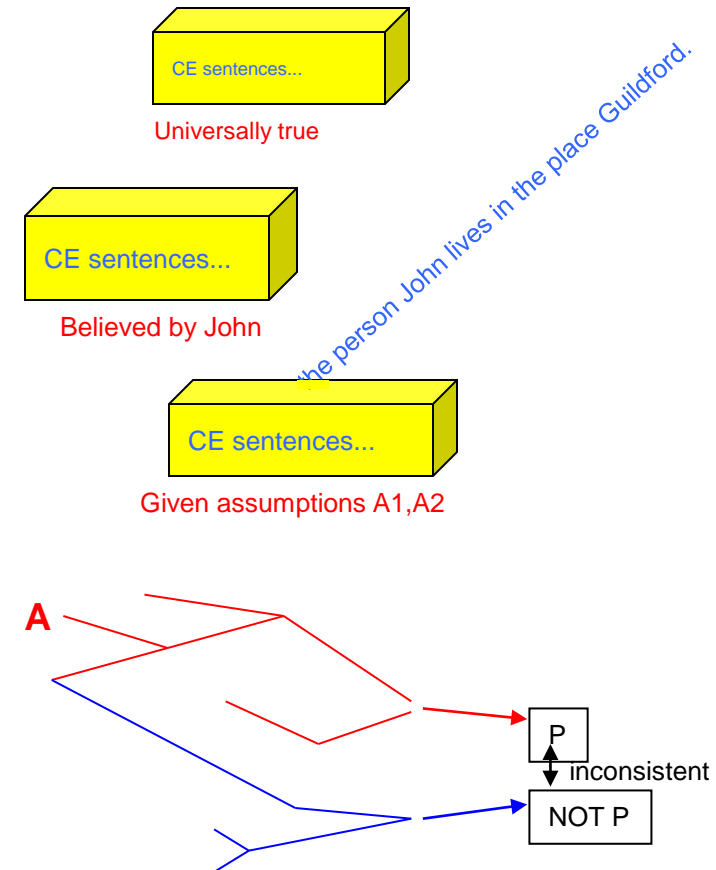 CE sentences...
Universally true
the person John lives in the place Guildford.
CE sentences...
Believed by John
CE sentences...
Given assumptions A1,A2
A
P
inconsistent
NOT P